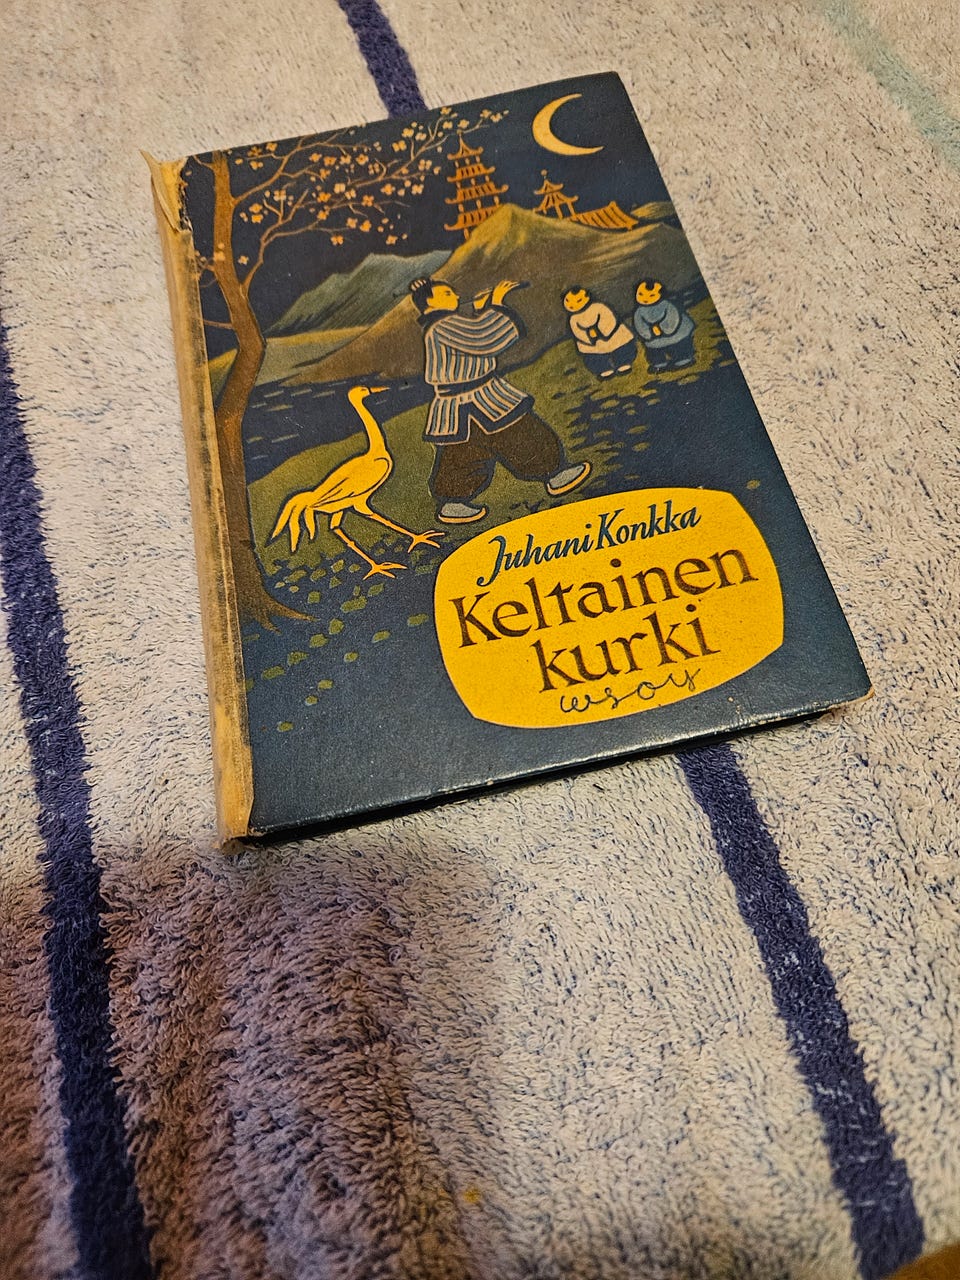 Juhani Konkka
Keltainen
kurki
wsoy